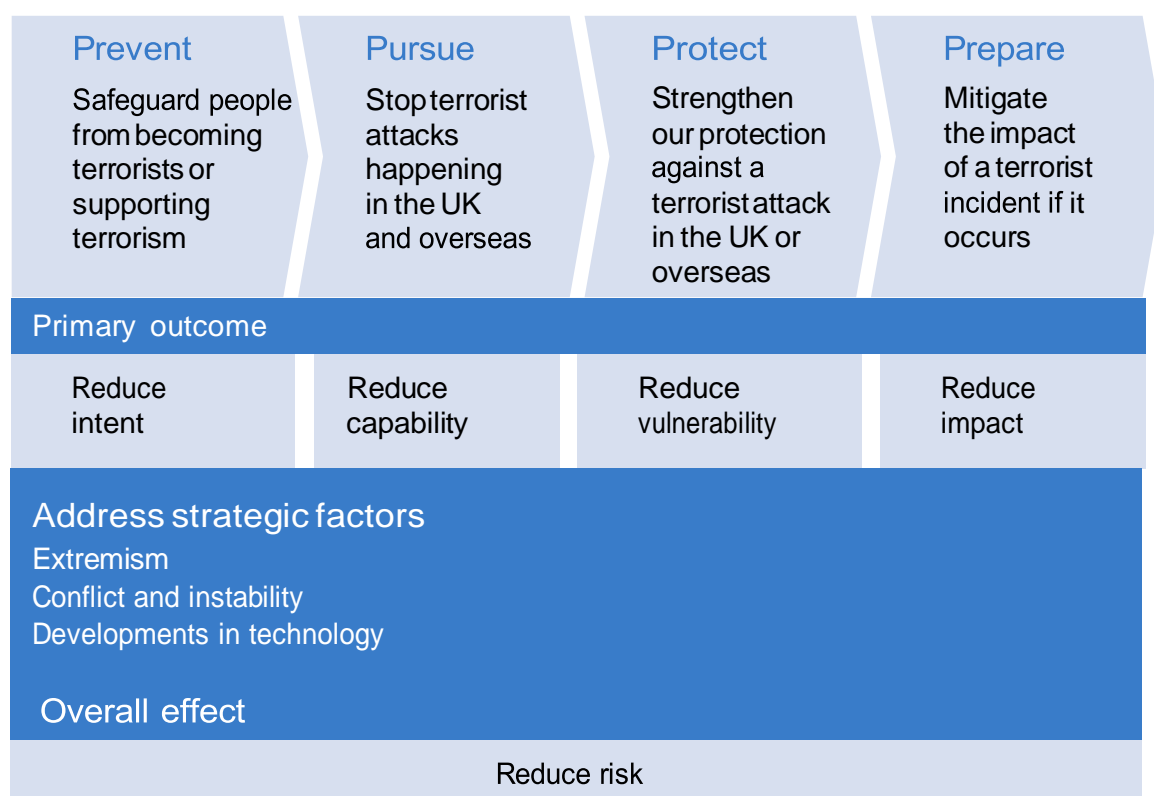 Prevent
Safeguard people
from becoming
terrorists or
supporting
terrorism
Pursue
Stop terrorist
attacks
happening
in the UK
and overseas
Protect
Strengthen
our protection
against a
terrorist attack
in the UK or
overseas
Prepare
Mitigate
the impact
of a terrorist
incident if it
occurs
Primary outcome
Reduce
intent
Reduce
capability
Reduce
vulnerability
Reduce
impact
Address strategic factors
Extremism
Conflict and instability
Developments in technology
Overall effect
Reduce risk